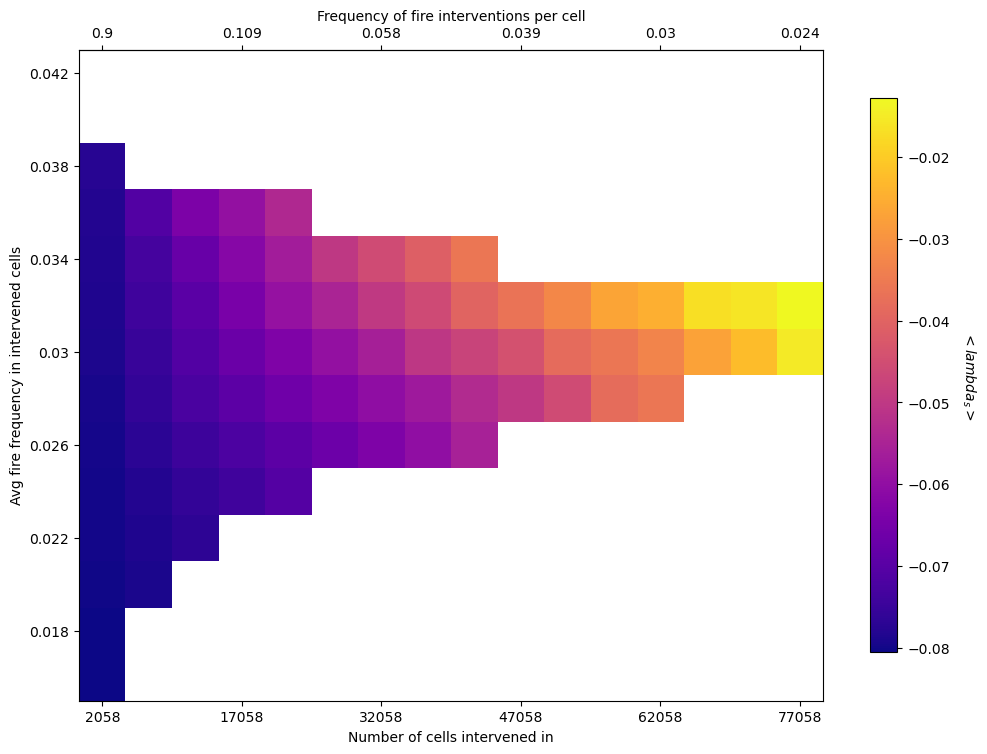 Frequency of fire interventions per cell
0.9 0.109 0.058 0.039 0.03 0.024
Avg fire frequency in intervened cells
0.042
0.038
0.034
0.03
0.026
0.022
0.018
2058 17058 32058 47058 62058 77058
Number of cells intervened in
−0.02
−0.03
−0.04
−0.05
−0.06
−0.07
−0.08
< lambda_s >